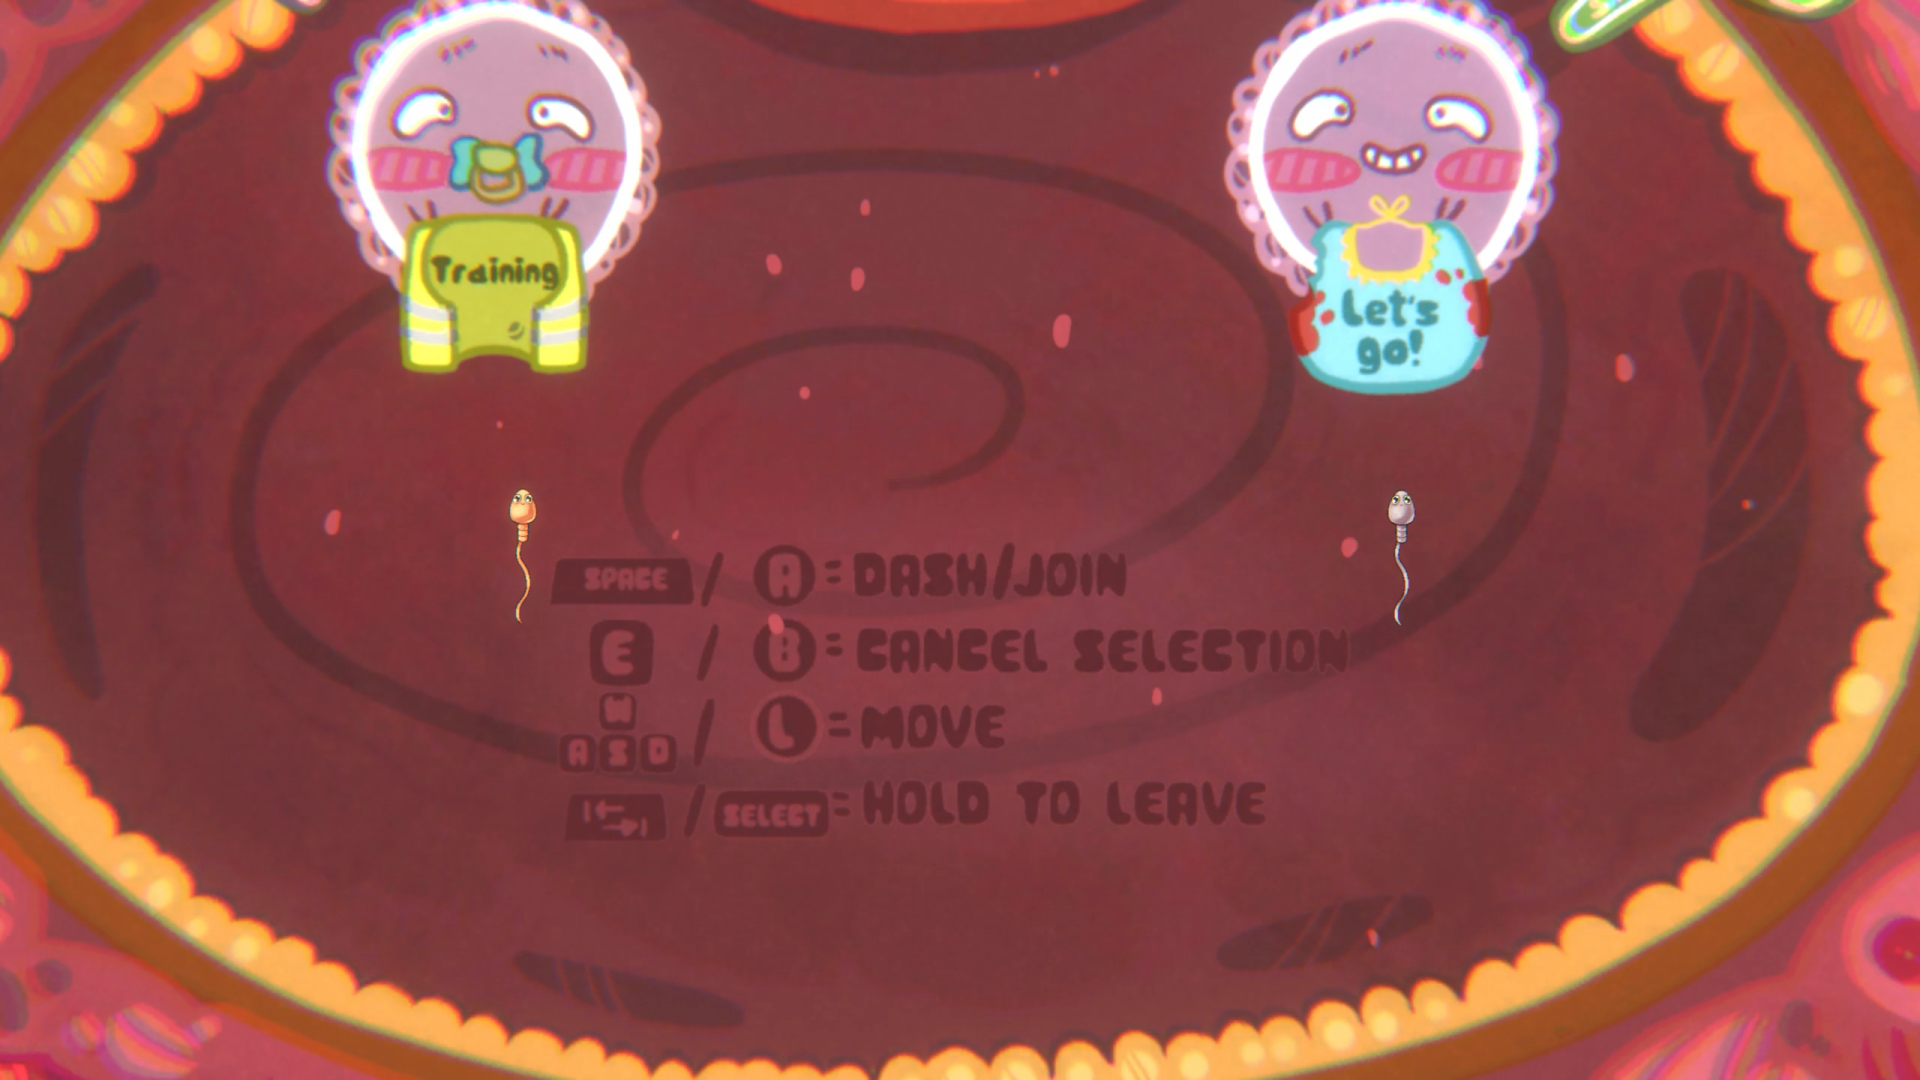 Training
Let's
go!
SPACE / A = DASH/JOIN
E / B = CANCEL SELECTION
W
A S D / L = MOVE
/ SELECT = HOLD TO LEAVE